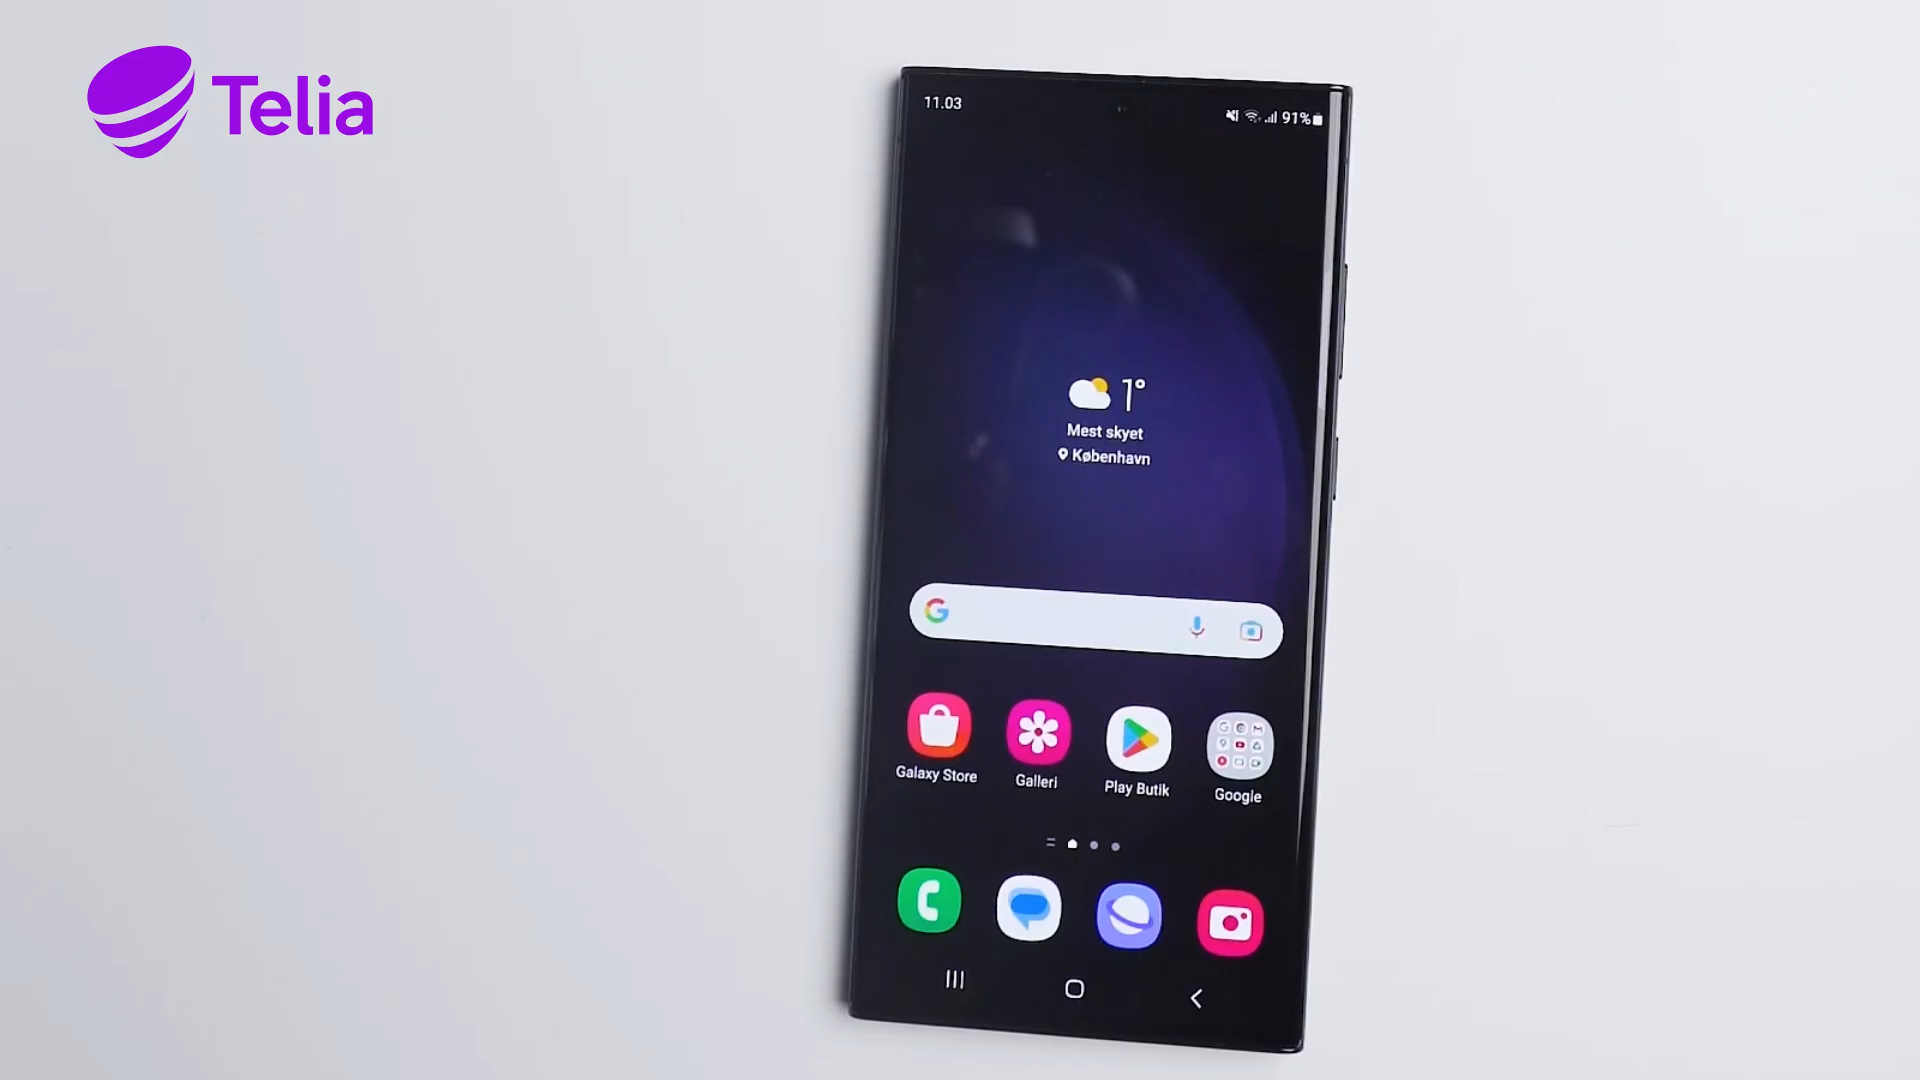 Telia
11.03
91%
1°
Mest skyet
København
Galaxy Store
Galleri
Play Butik
Google